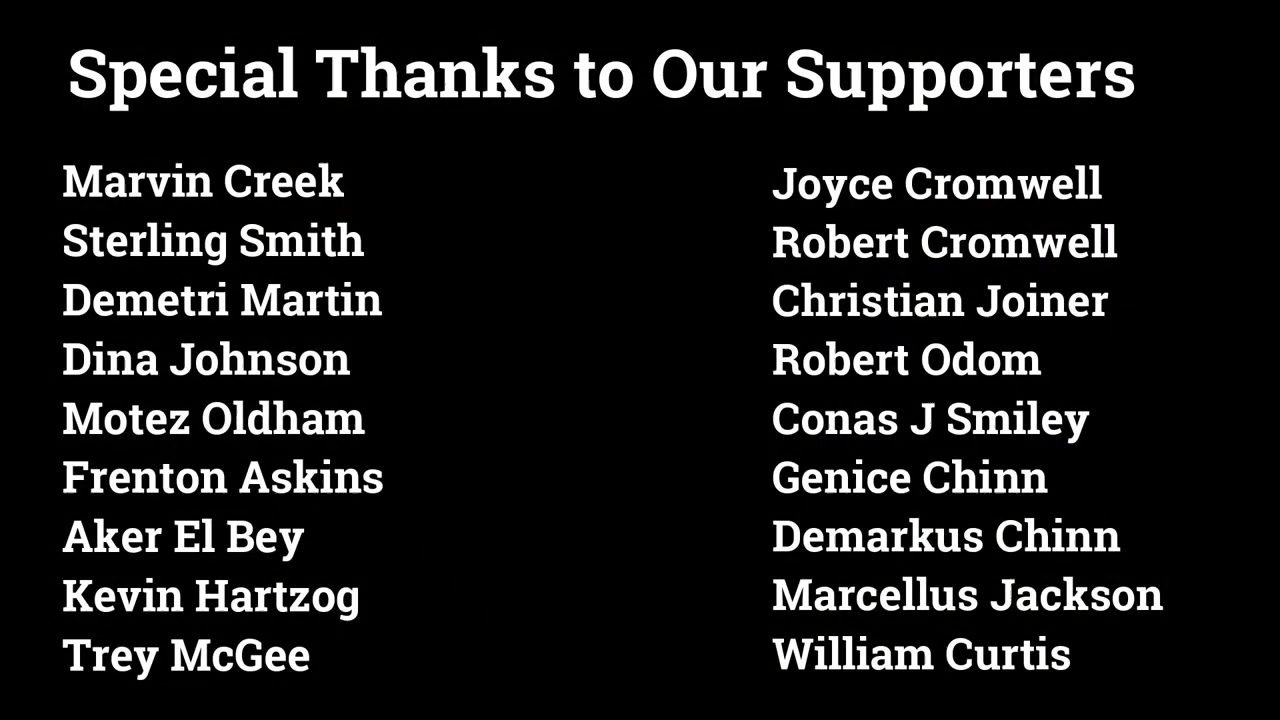 Special Thanks to Our Supporters
Marvin Creek
Sterling Smith
Demetri Martin
Dina Johnson
Motez Oldham
Frenton Askins
Aker El Bey
Kevin Hartzog
Trey McGee
Joyce Cromwell
Robert Cromwell
Christian Joiner
Robert Odom
Conas J Smiley
Genice Chinn
Demarkus Chinn
Marcellus Jackson
William Curtis